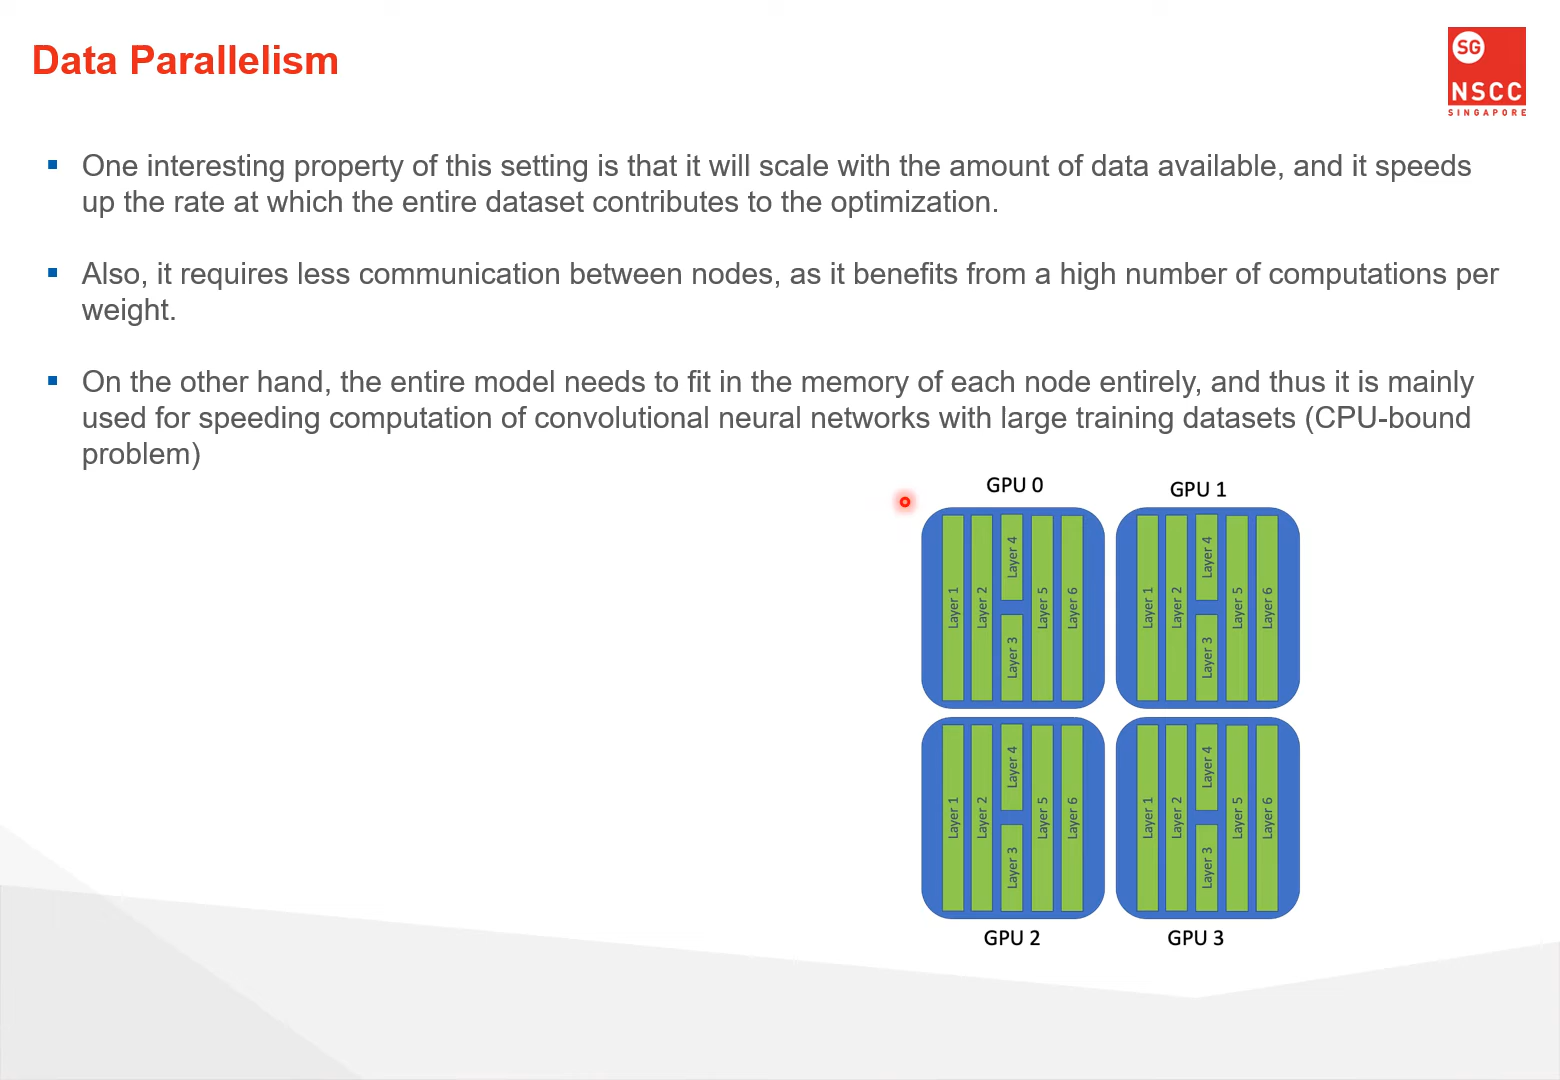 Data Parallelism
SG
NSCC
SINGAPORE
One interesting property of this setting is that it will scale with the amount of data available, and it speeds
up the rate at which the entire dataset contributes to the optimization.
Also, it requires less communication between nodes, as it benefits from a high number of computations per
weight.
On the other hand, the entire model needs to fit in the memory of each node entirely, and thus it is mainly
used for speeding computation of convolutional neural networks with large training datasets (CPU-bound
problem)
GPU 0
Layer 1
Layer 2
Layer 4
Layer 3
Layer 5
Layer 6
GPU 1
Layer 1
Layer 2
Layer 4
Layer 3
Layer 5
Layer 6
Layer 1
Layer 2
Layer 4
Layer 3
Layer 5
Layer 6
GPU 2
Layer 1
Layer 2
Layer 4
Layer 3
Layer 5
Layer 6
GPU 3